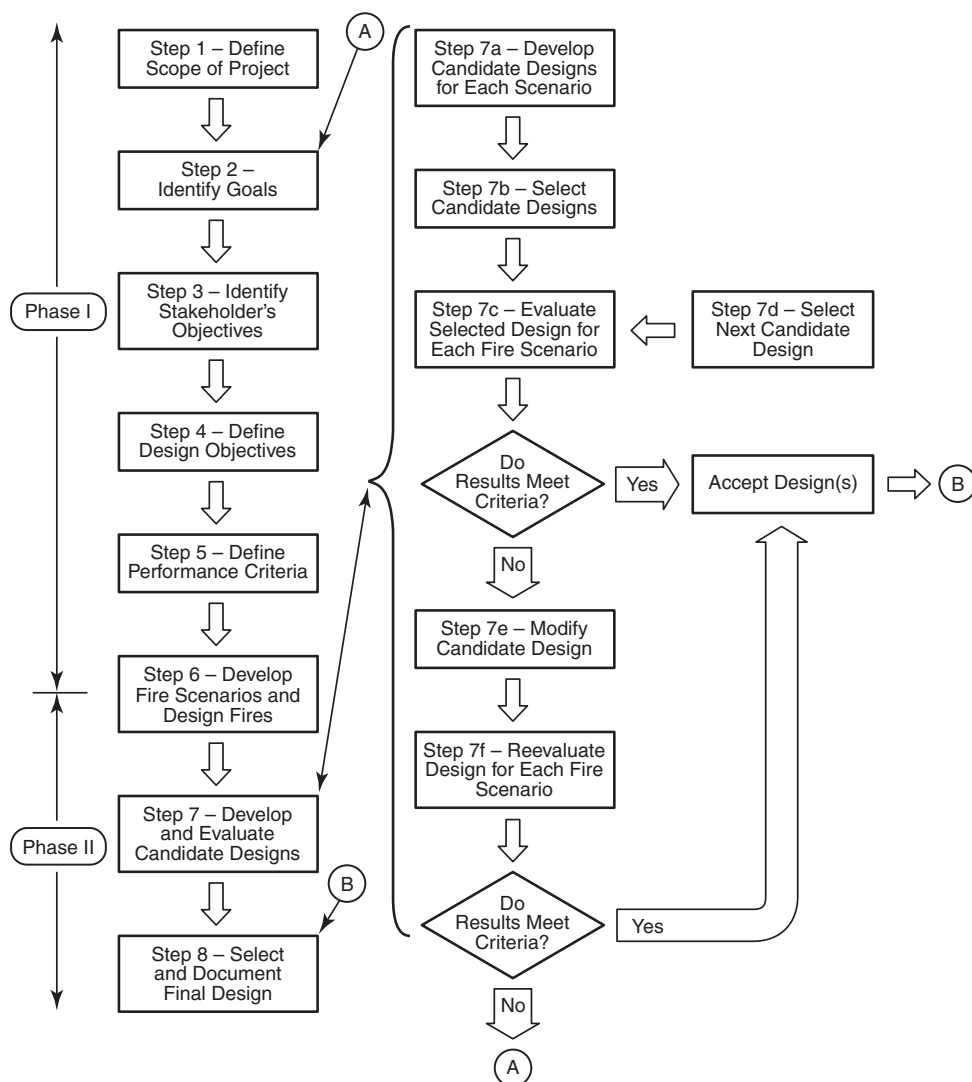 Step 1 – Define
Scope of Project
A
Step 2 –
Identify Goals
Phase I
Step 3 – Identify
Stakeholder's
Objectives
Step 4 – Define
Design Objectives
Step 5 – Define
Performance Criteria
Step 6 – Develop
Fire Scenarios and
Design Fires
Phase II
Step 7 – Develop
and Evaluate
Candidate Designs
B
Step 8 – Select
and Document
Final Design
Step 7a – Develop
Candidate Designs
for Each Scenario
Step 7b – Select
Candidate Designs
Step 7c – Evaluate
Selected Design for
Each Fire Scenario
Step 7d – Select
Next Candidate
Design
Do
Results Meet
Criteria?
Yes
Accept Design(s)
B
No
Step 7e – Modify
Candidate Design
Step 7f – Reevaluate
Design for Each Fire
Scenario
Do
Results Meet
Criteria?
Yes
No
A